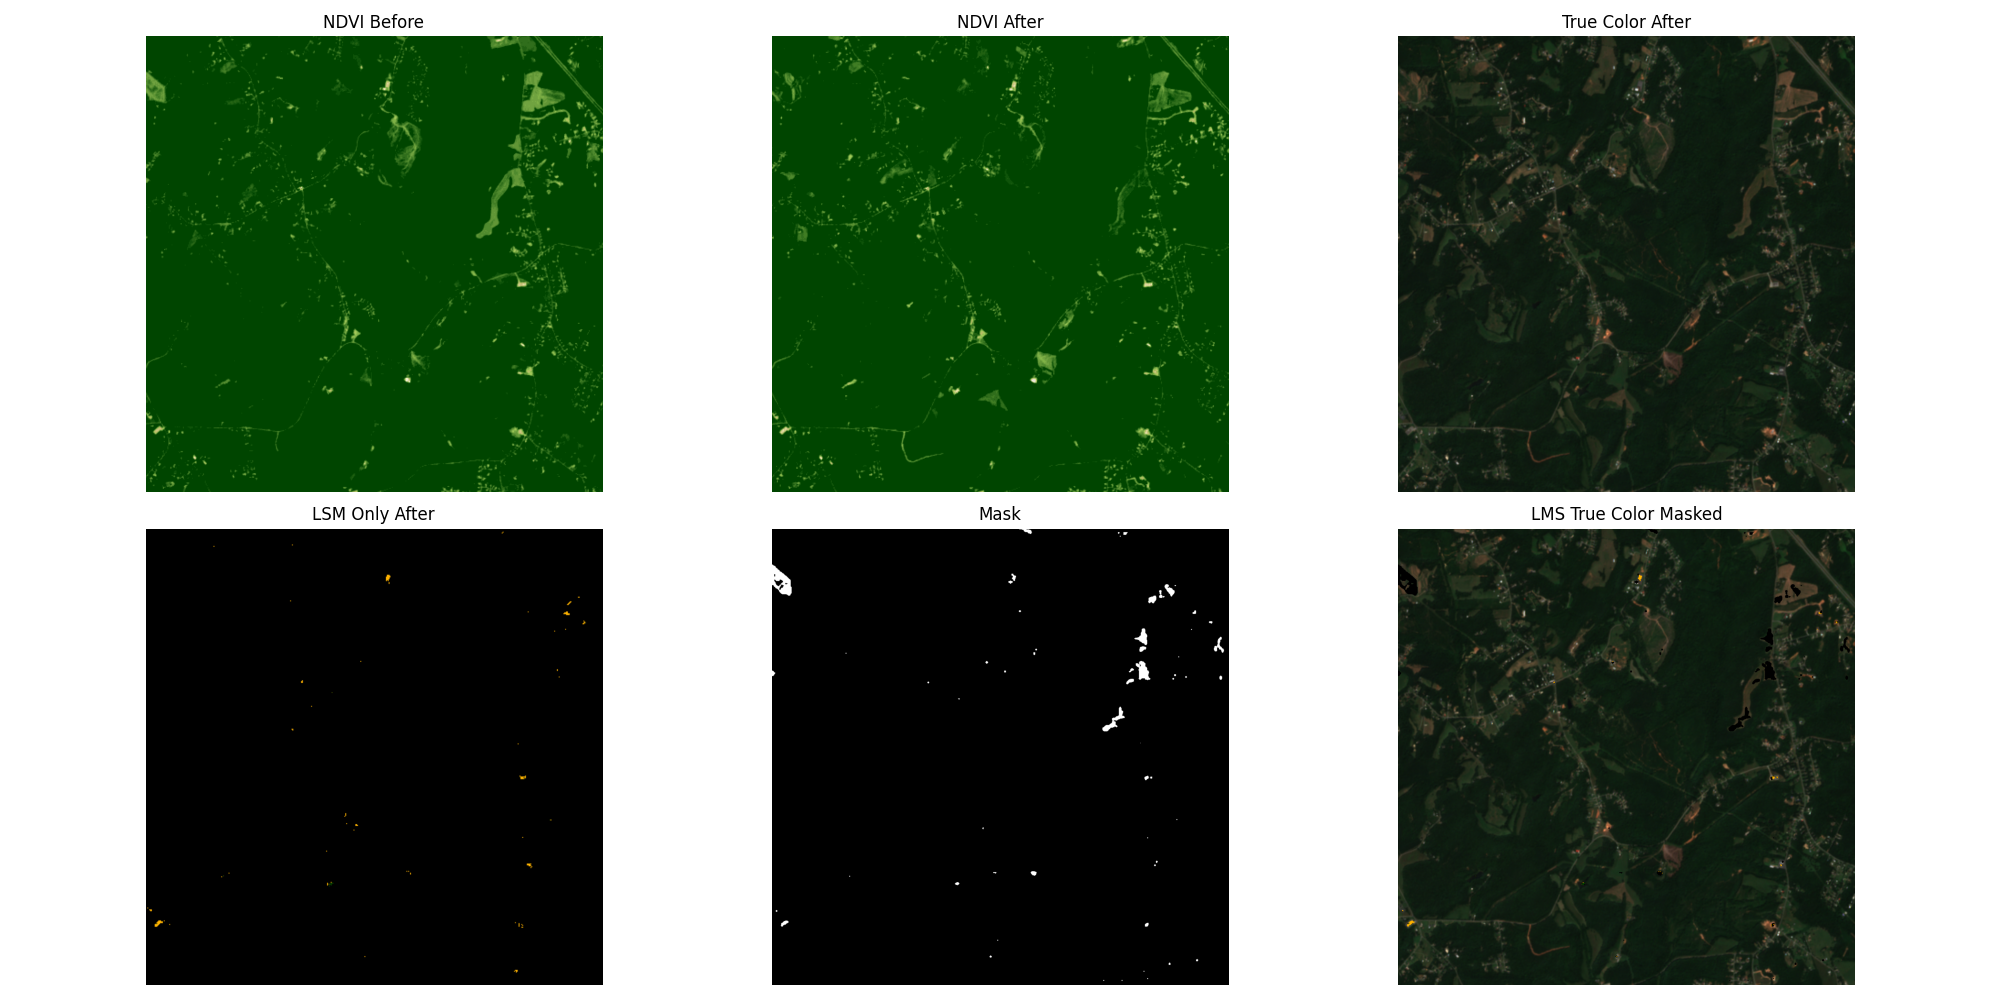 NDVI Before
NDVI After
True Color After
LSM Only After
Mask
LMS True Color Masked